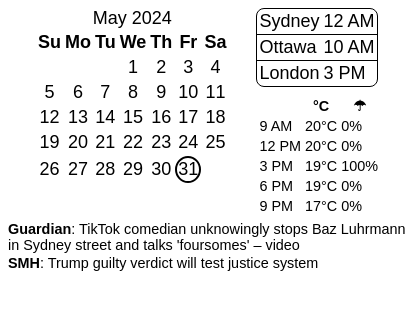 May 2024
Su Mo Tu We Th Fr Sa
1 2 3 4
5 6 7 8 9 10 11
12 13 14 15 16 17 18
19 20 21 22 23 24 25
26 27 28 29 30 31
Sydney 12 AM
Ottawa 10 AM
London 3 PM
°C ☂
9 AM 20°C 0%
12 PM 20°C 0%
3 PM 19°C 100%
6 PM 19°C 0%
9 PM 17°C 0%
Guardian: TikTok comedian unknowingly stops Baz Luhrmann
in Sydney street and talks 'foursomes' – video
SMH: Trump guilty verdict will test justice system